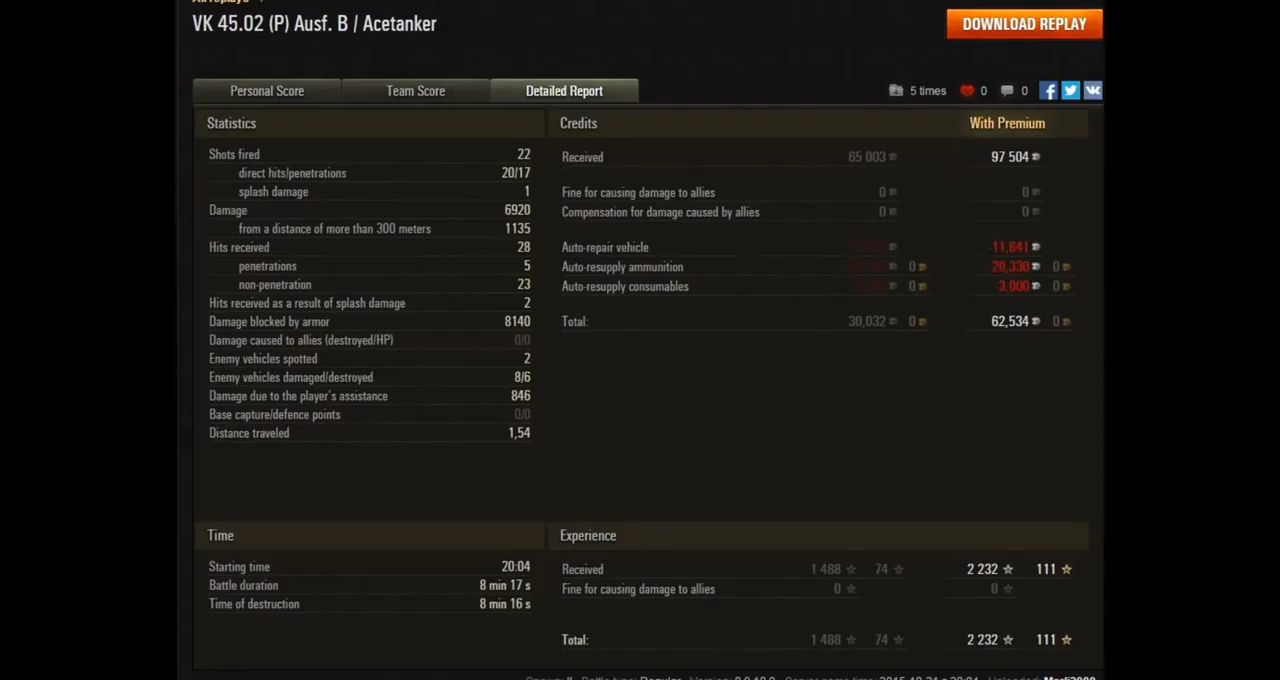 VK 45.02 (P) Ausf. B / Acetanker
DOWNLOAD REPLAY
Personal Score
Team Score
Detailed Report
5 times 0 0
Statistics
Shots fired 22
direct hits/penetrations 20/17
splash damage 1
Damage 6920
from a distance of more than 300 meters 1135
Hits received 28
penetrations 5
non-penetration 23
Hits received as a result of splash damage 2
Damage blocked by armor 8140
Damage caused to allies (destroyed/HP) 0/0
Enemy vehicles spotted 2
Enemy vehicles damaged/destroyed 8/6
Damage due to the player's assistance 846
Base capture/defence points 0/0
Distance traveled 1,54
Credits With Premium
Received 65 003 97 504
Fine for causing damage to allies 0 0
Compensation for damage caused by allies 0 0
Auto-repair vehicle -11,641
Auto-resupply ammunition 0 20,330 0
Auto-resupply consumables 0 -3,000 0
Total: 30,032 0 62,534 0
Time
Starting time 20:04
Battle duration 8 min 17 s
Time of destruction 8 min 16 s
Experience
Received 1 488 74 2 232 111
Fine for causing damage to allies 0 0
Total: 1 488 74 2 232 111